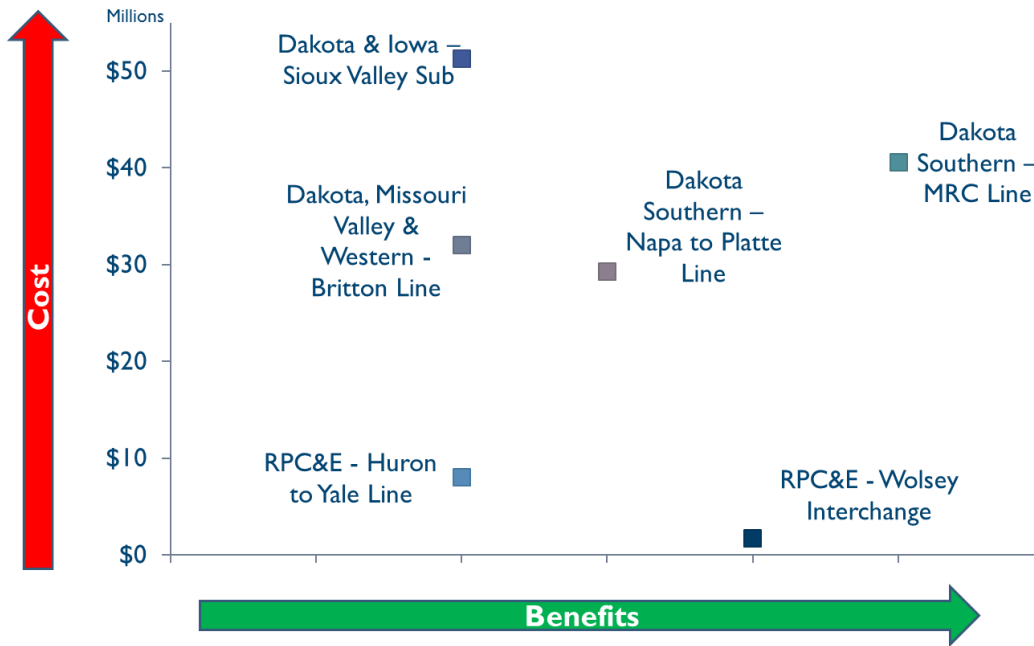 Millions
$50
$40
$30
$20
$10
$0
Cost
Dakota & Iowa –
Sioux Valley Sub
Dakota
Southern –
MRC Line
Dakota, Missouri
Valley &
Western -
Britton Line
Dakota
Southern –
Napa to Platte
Line
RPC&E - Huron
to Yale Line
RPC&E - Wolsey
Interchange
Benefits